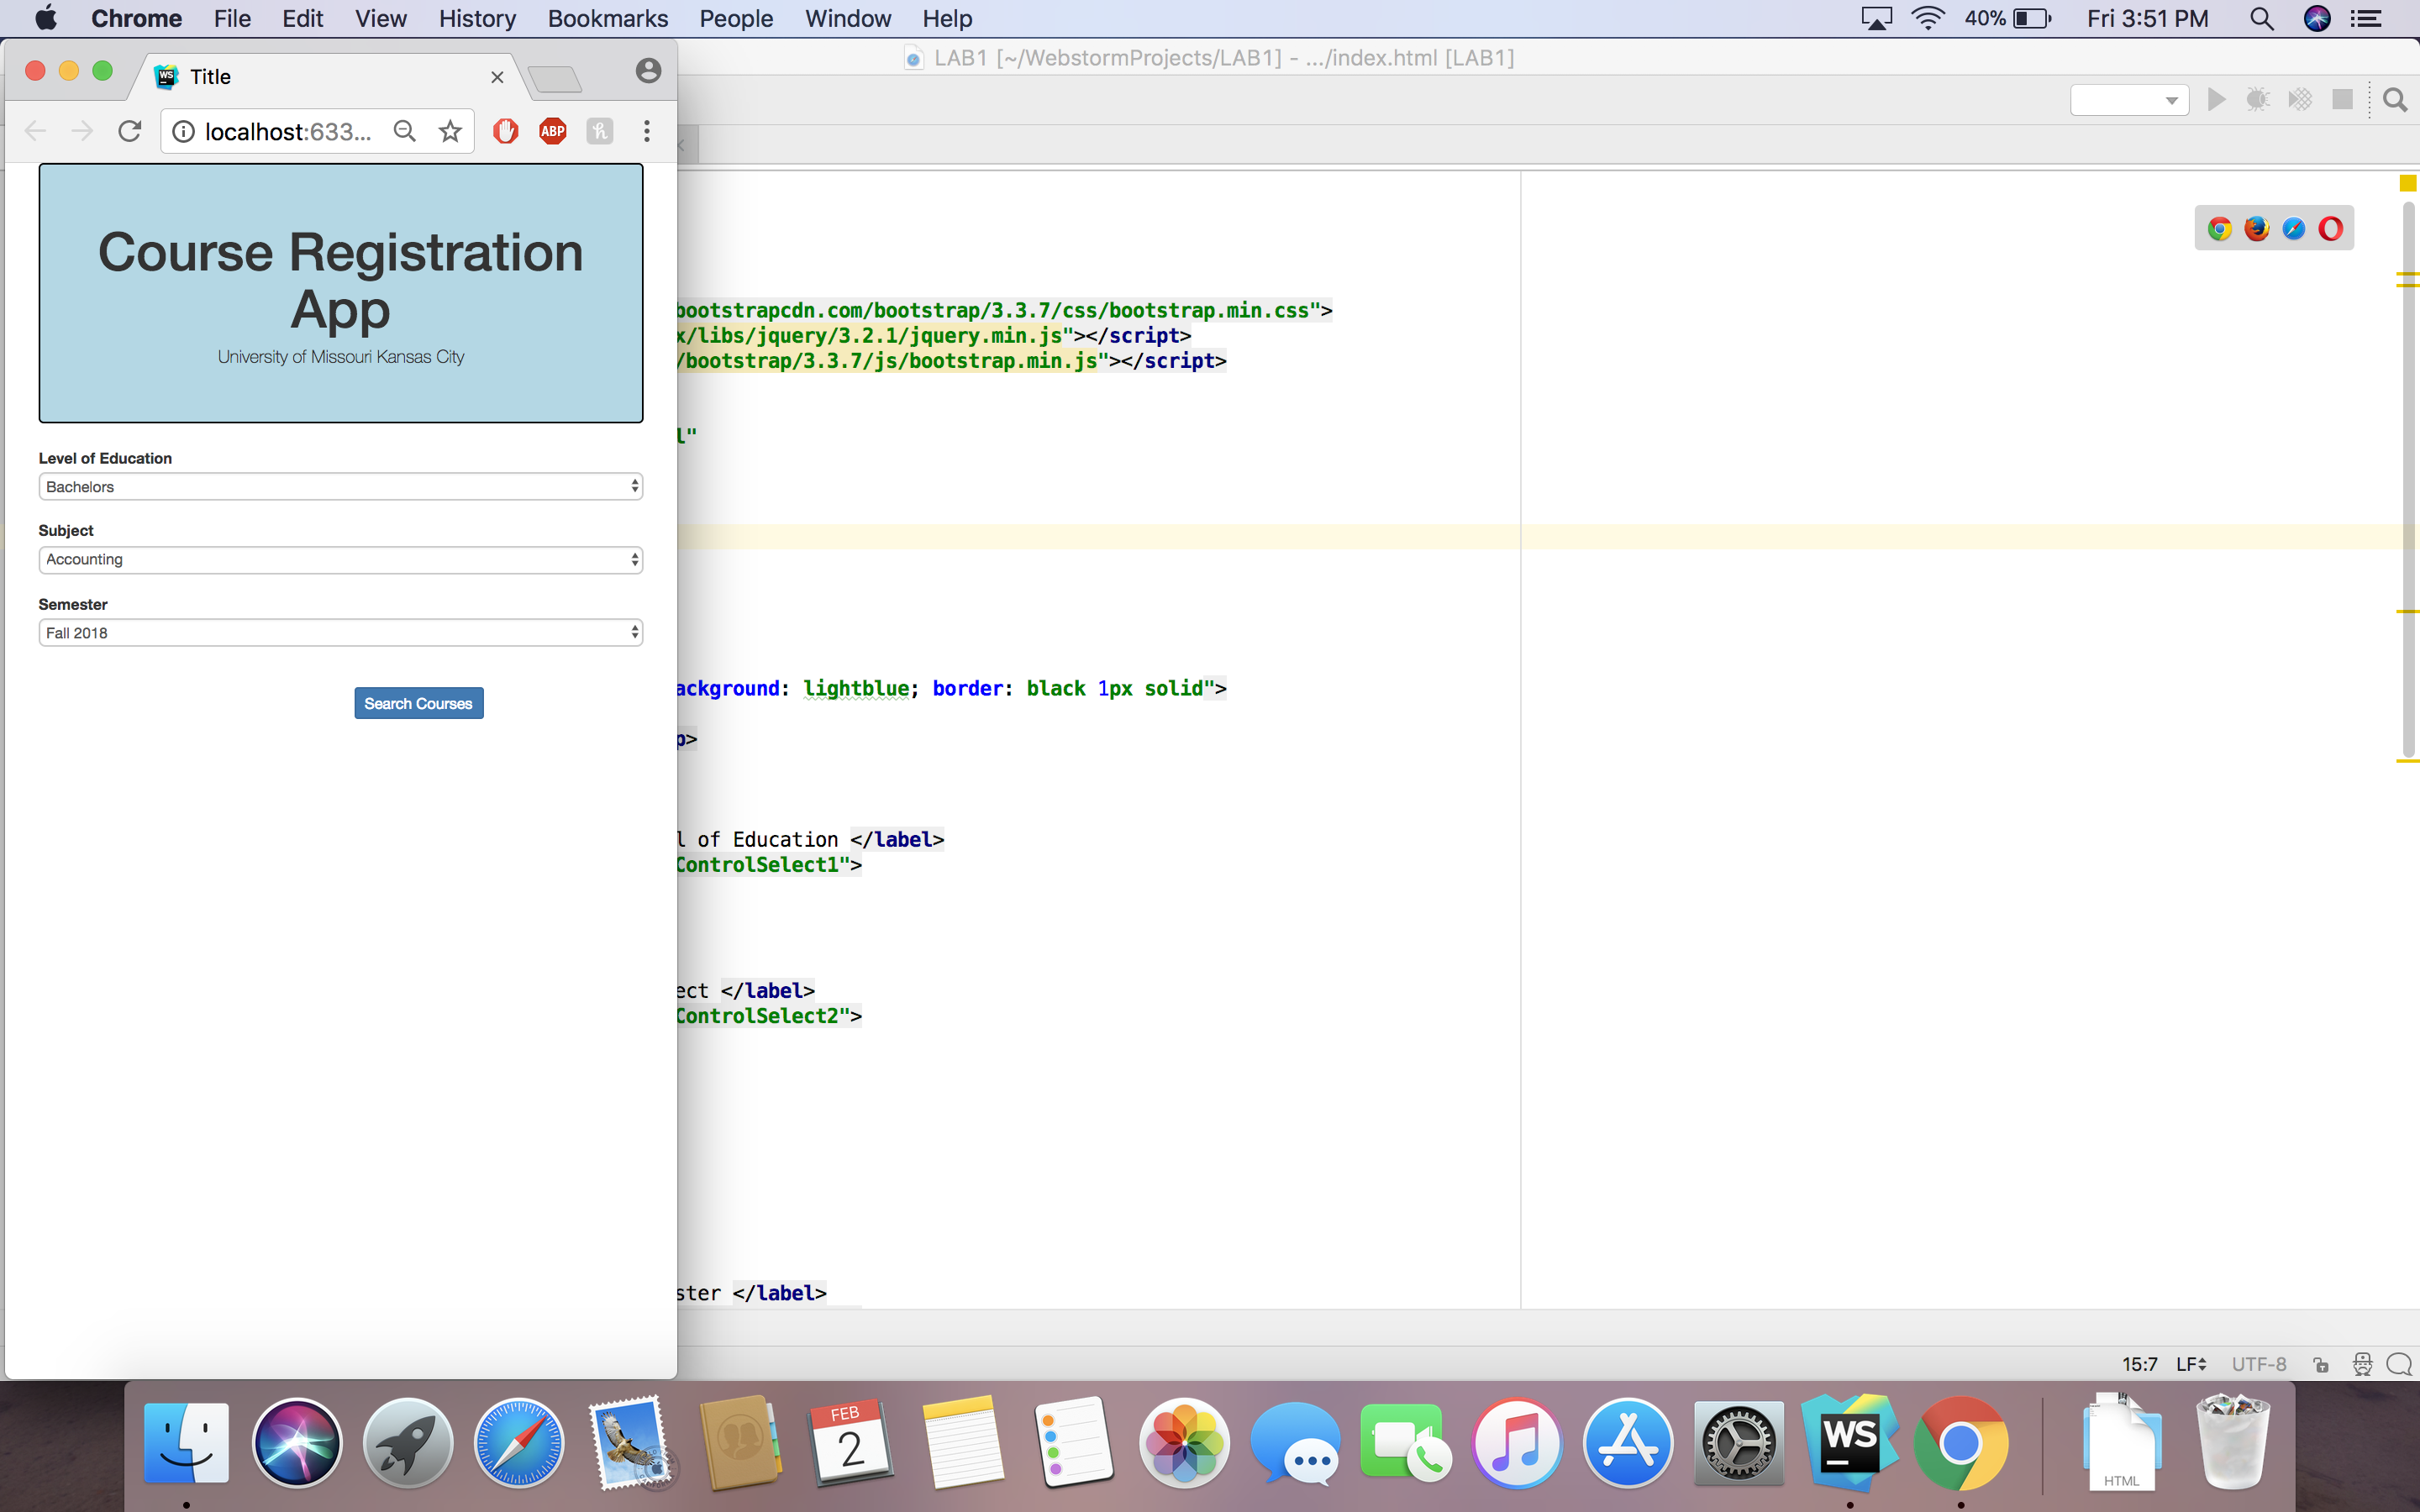 Chrome File Edit View History Bookmarks People Window Help 40% Fri 3:51 PM
LAB1 [~/WebstormProjects/LAB1] - .../index.html [LAB1]
WS Title
localhost:633... ABP h
Course Registration
App
University of Missouri Kansas City
Level of Education
Bachelors
Subject
Accounting
Semester
Fall 2018
Search Courses
bootstrapcdn.com/bootstrap/3.3.7/css/bootstrap.min.css">
x/libs/jquery/3.2.1/jquery.min.js"></script>
/bootstrap/3.3.7/js/bootstrap.min.js"></script>
l"
ackground: lightblue; border: black 1px solid">
p>
l of Education </label>
ControlSelect1">
ect </label>
ControlSelect2">
ster </label>
15:7 LF UTF-8
FEB
2
WS
HTML